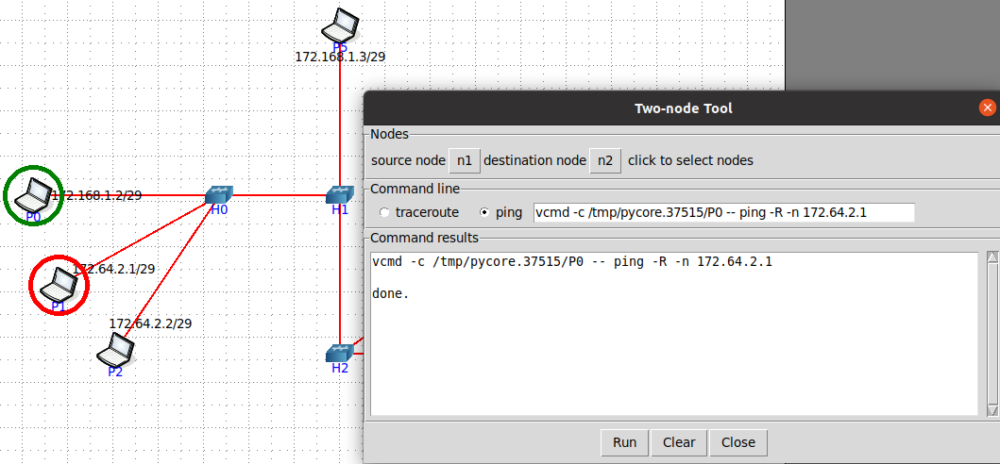 P5
172.168.1.3/29
172.168.1.2/29
P0
H0
H1
172.64.2.1/29
P1
172.64.2.2/29
P2
H2
Two-node Tool
Nodes
source node n1 destination node n2 click to select nodes
Command line
traceroute ping vcmd -c /tmp/pycore.37515/P0 -- ping -R -n 172.64.2.1
Command results
vcmd -c /tmp/pycore.37515/P0 -- ping -R -n 172.64.2.1
done.
Run Clear Close